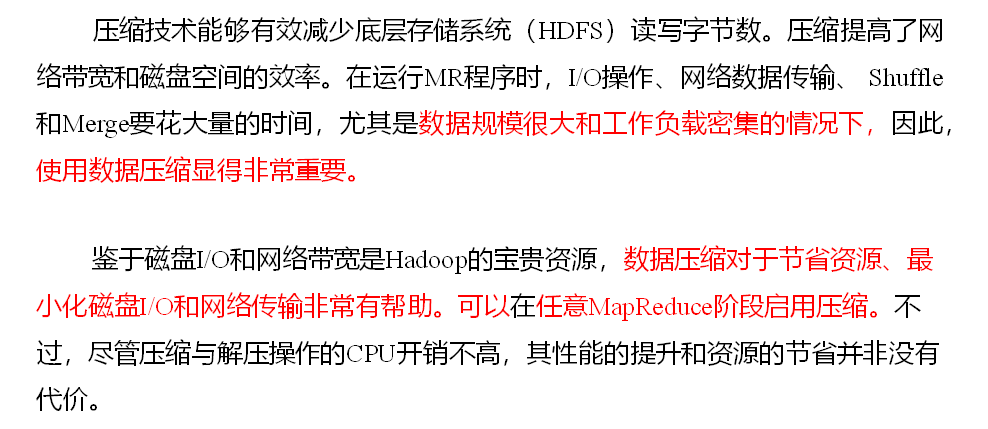 压缩技术能够有效减少底层存储系统（HDFS）读写字节数。压缩提高了网
络带宽和磁盘空间的效率。在运行MR程序时，I/O操作、网络数据传输、 Shuffle
和Merge要花大量的时间，尤其是数据规模很大和工作负载密集的情况下，因此，
使用数据压缩显得非常重要。
鉴于磁盘I/O和网络带宽是Hadoop的宝贵资源，数据压缩对于节省资源、最
小化磁盘I/O和网络传输非常有帮助。可以在任意MapReduce阶段启用压缩。不
过，尽管压缩与解压操作的CPU开销不高，其性能的提升和资源的节省并非没有
代价。